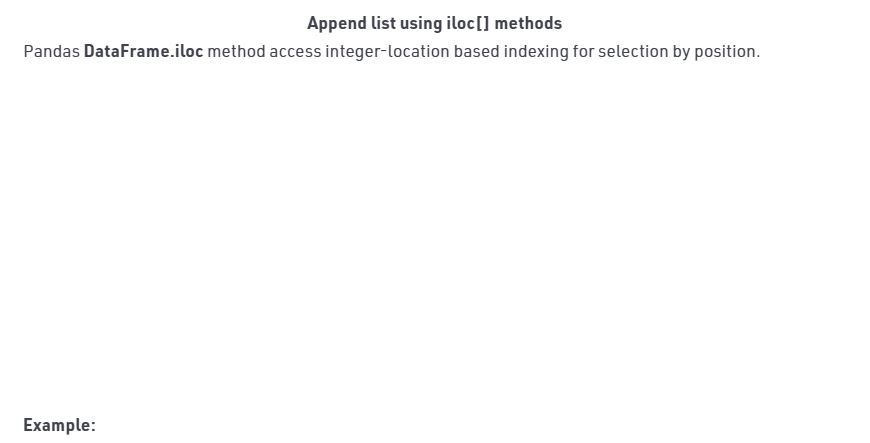 Append list using iloc[] methods
Pandas DataFrame.iloc method access integer-location based indexing for selection by position.
Example: